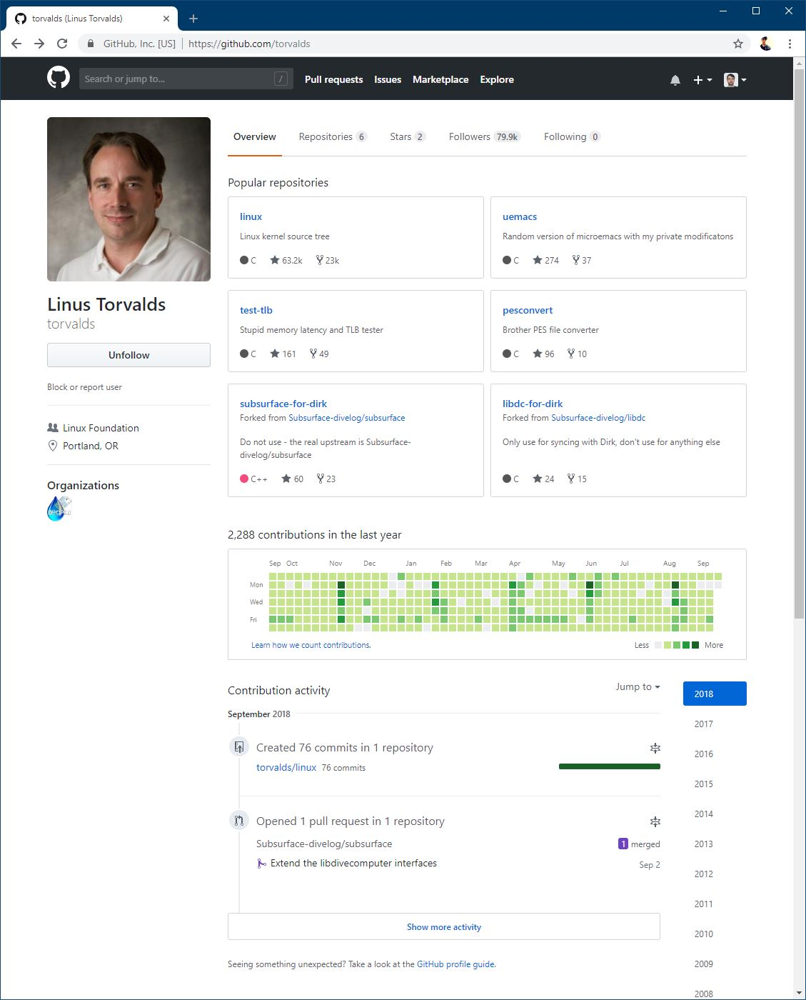 torvalds (Linus Torvalds)
GitHub, Inc. [US] | https://github.com/torvalds
Search or jump to... /
Pull requests Issues Marketplace Explore
Overview Repositories 6 Stars 2 Followers 79.9k Following 0
Linus Torvalds
torvalds
Unfollow
Block or report user
Linux Foundation
Portland, OR
Organizations
Popular repositories
linux
Linux kernel source tree
C 63.2k 23k
uemacs
Random version of microemacs with my private modificatons
C 274 37
test-tlb
Stupid memory latency and TLB tester
C 161 49
pesconvert
Brother PES file converter
C 96 10
subsurface-for-dirk
Forked from Subsurface-divelog/subsurface
Do not use - the real upstream is Subsurface-
divelog/subsurface
C++ 60 23
libdc-for-dirk
Forked from Subsurface-divelog/libdc
Only use for syncing with Dirk, don't use for anything else
C 24 15
2,288 contributions in the last year
Sep Oct Nov Dec Jan Feb Mar Apr May Jun Jul Aug Sep
Mon
Wed
Fri
Learn how we count contributions.
Less More
Contribution activity
Jump to
September 2018
Created 76 commits in 1 repository
torvalds/linux 76 commits
Opened 1 pull request in 1 repository
Subsurface-divelog/subsurface 1 merged
Extend the libdivecomputer interfaces Sep 2
Show more activity
Seeing something unexpected? Take a look at the GitHub profile guide.
2018
2017
2016
2015
2014
2013
2012
2011
2010
2009
2008